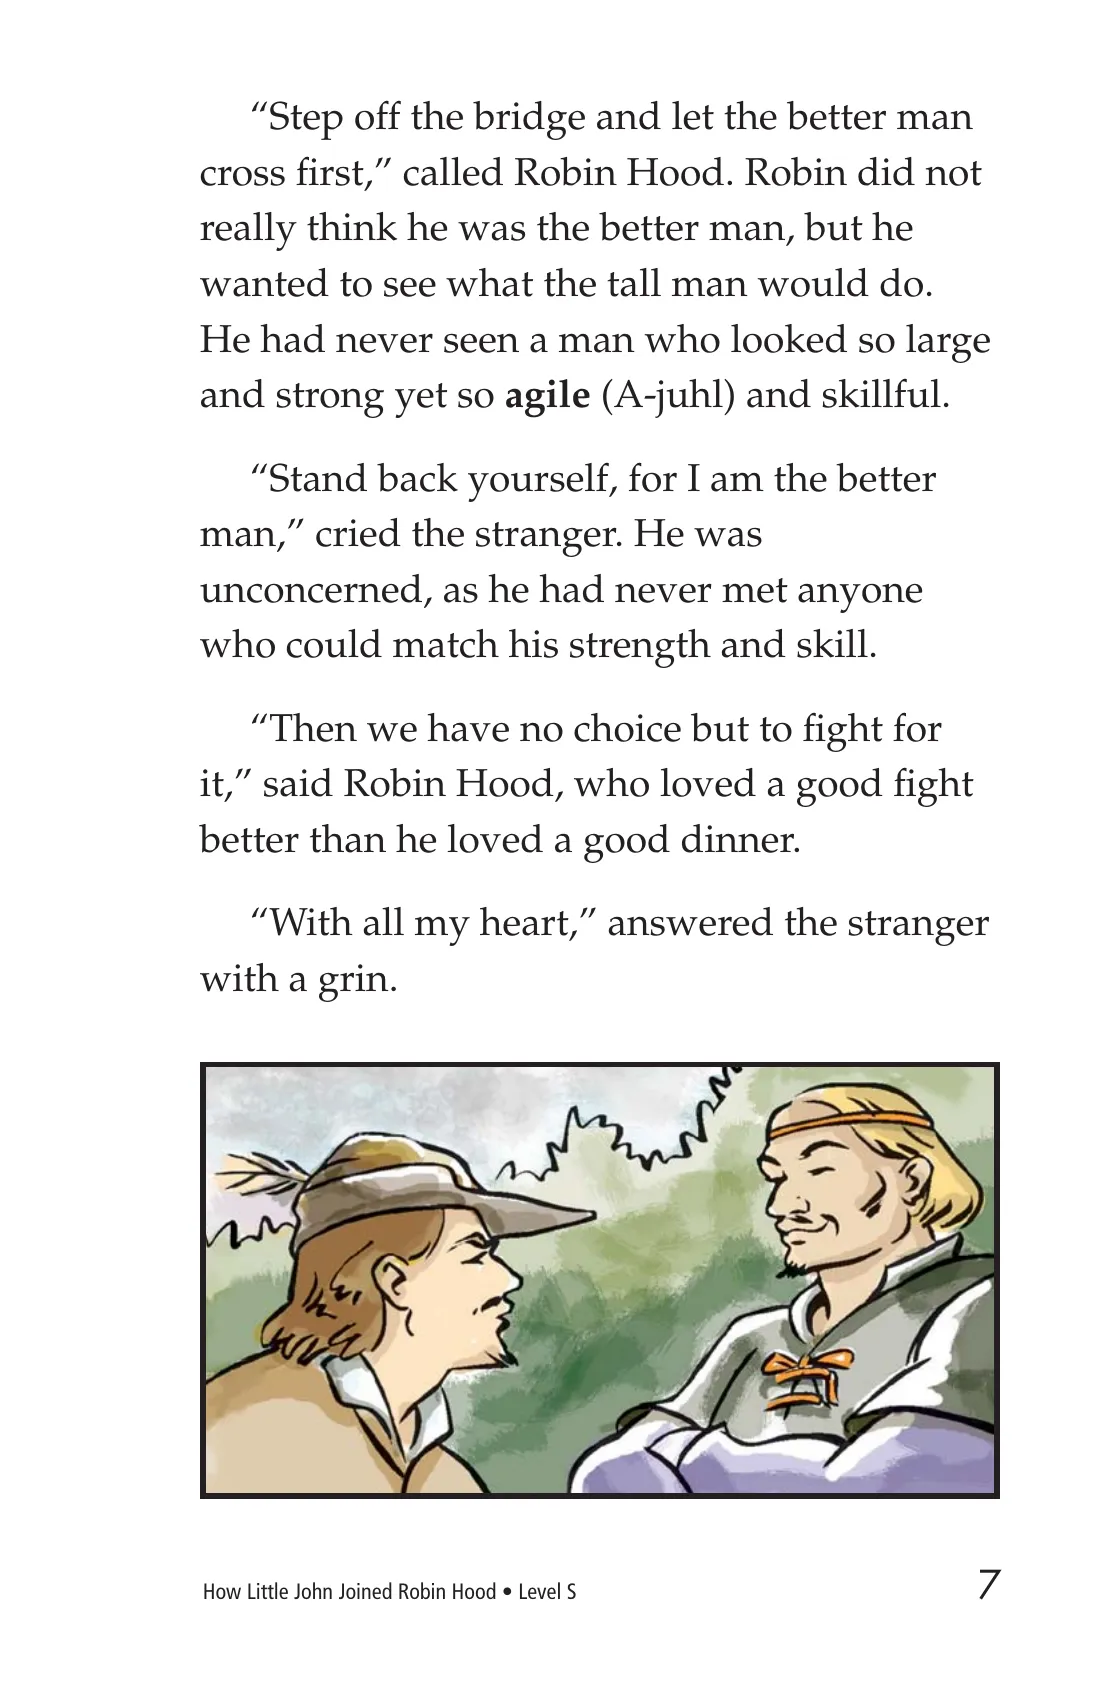 “Step off the bridge and let the better man
cross first,” called Robin Hood. Robin did not
really think he was the better man, but he
wanted to see what the tall man would do.
He had never seen a man who looked so large
and strong yet so agile (A-juhl) and skillful.
“Stand back yourself, for I am the better
man,” cried the stranger. He was
unconcerned, as he had never met anyone
who could match his strength and skill.
“Then we have no choice but to fight for
it,” said Robin Hood, who loved a good fight
better than he loved a good dinner.
“With all my heart,” answered the stranger
with a grin.
How Little John Joined Robin Hood • Level S
7